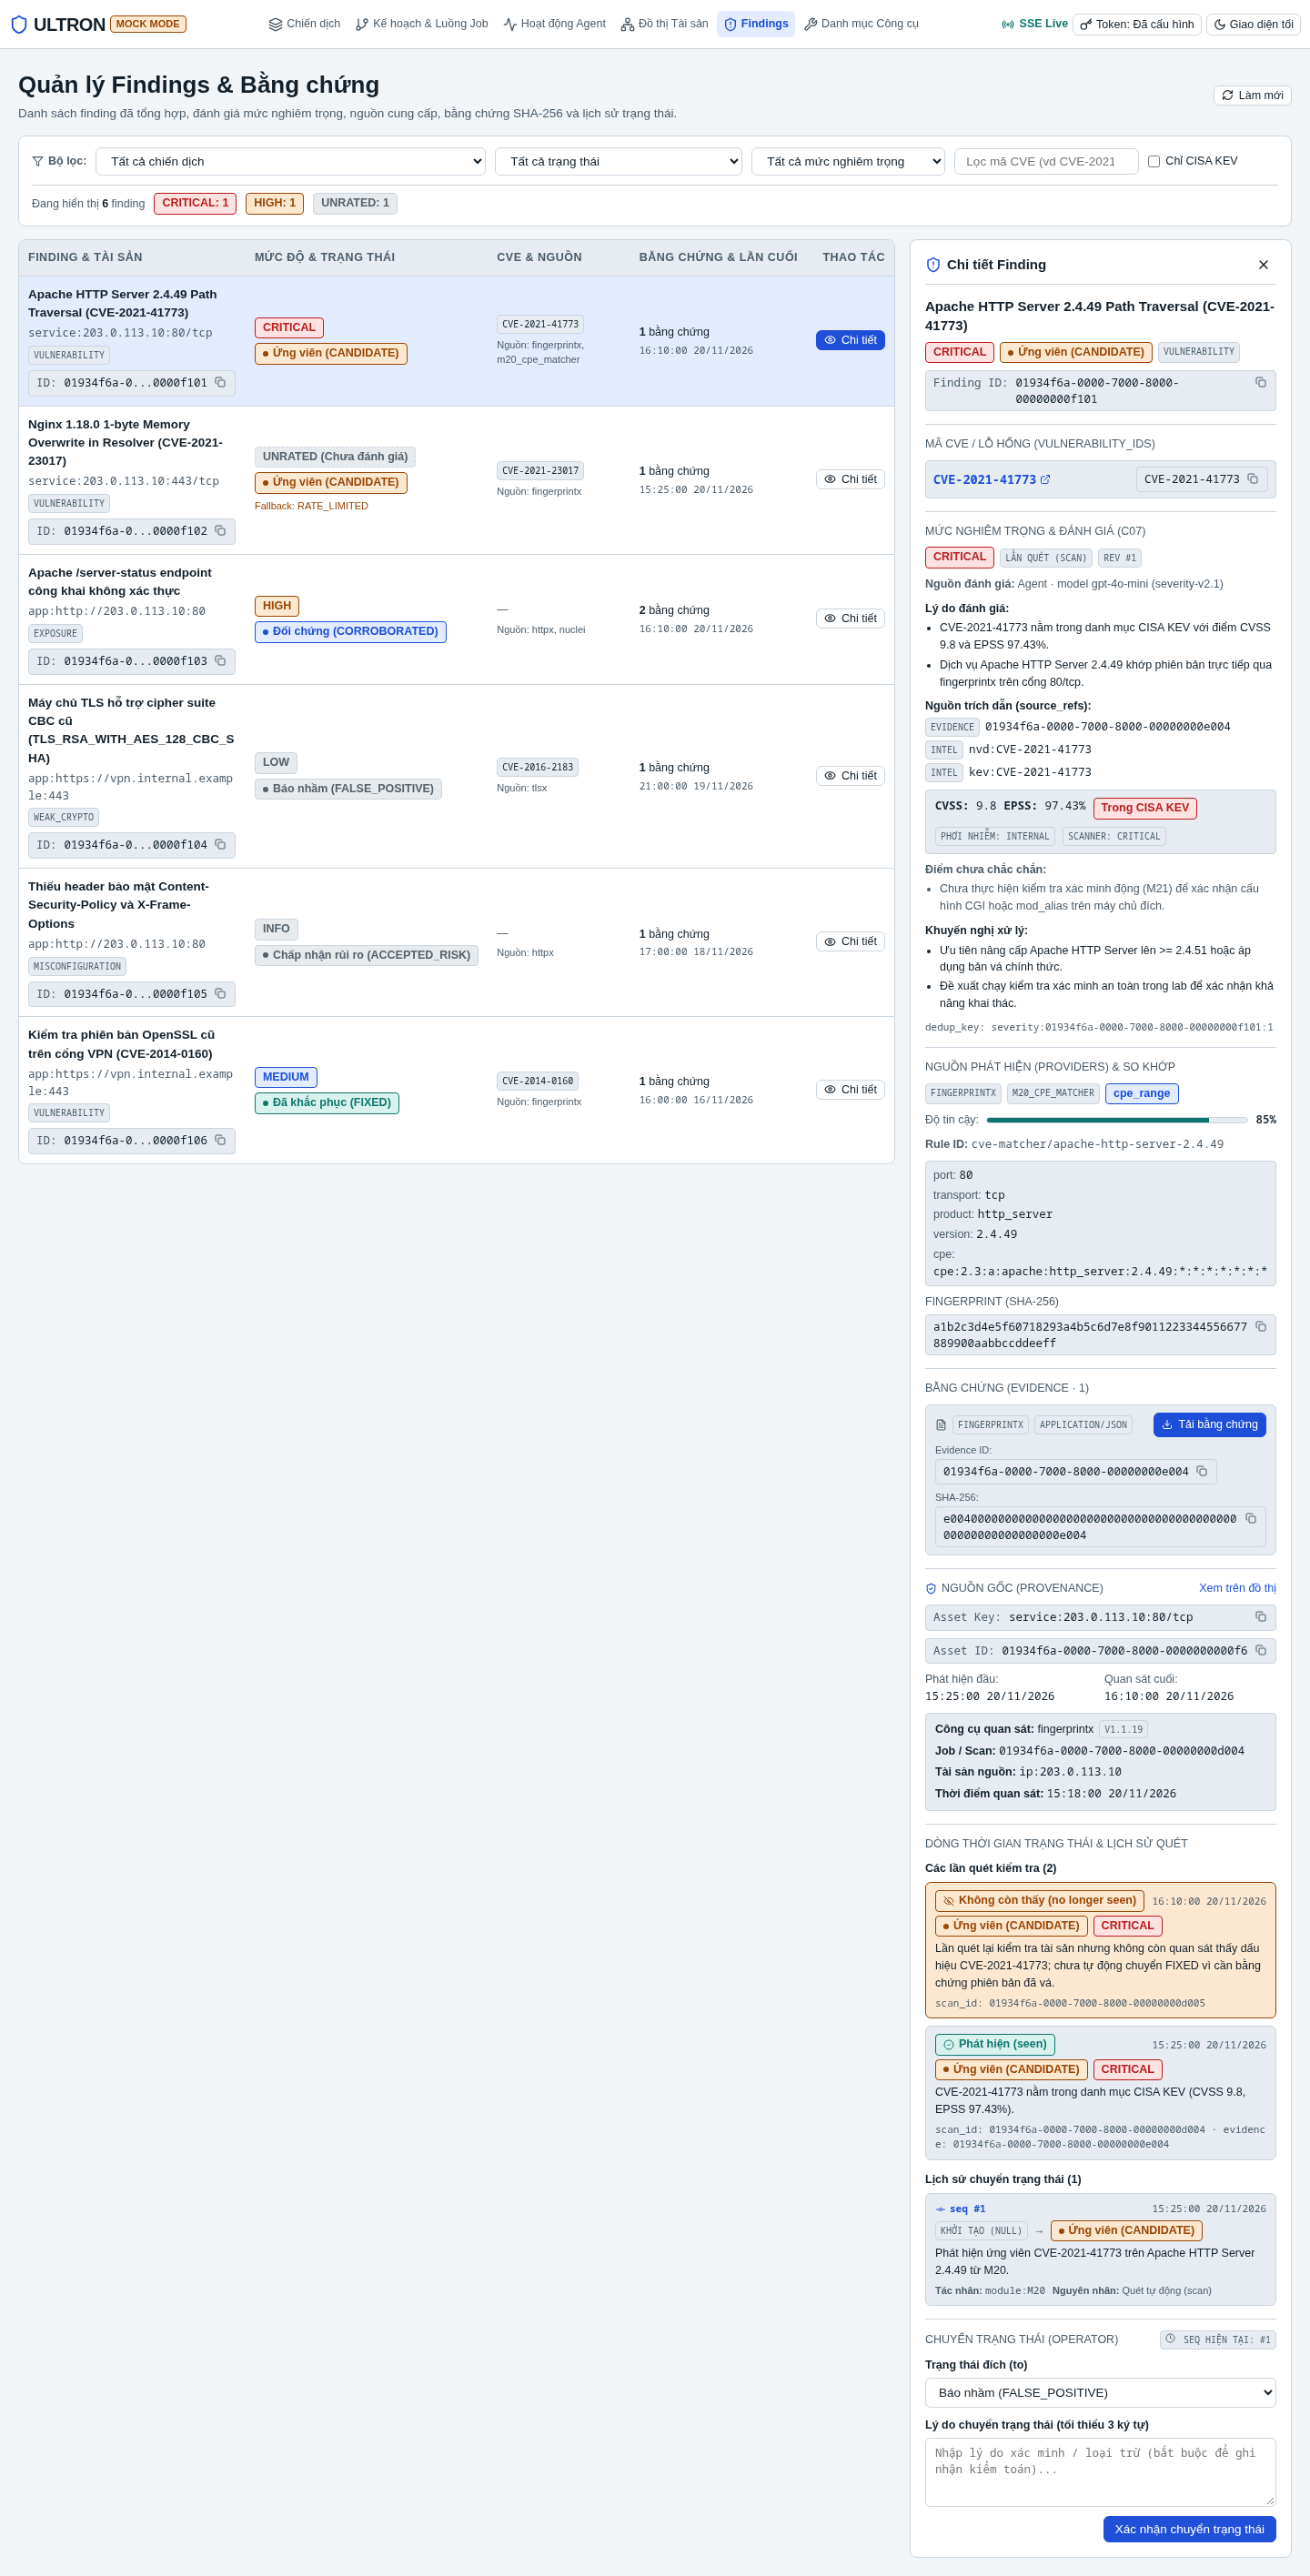 ULTRON MOCK MODE Chiến dịch Kế hoạch & Luồng Job Hoạt động Agent Đồ thị Tài sản Findings Danh mục Công cụ SSE Live Token: Đã cấu hình Giao diện tối
Quản lý Findings & Bằng chứng
Làm mới
Danh sách finding đã tổng hợp, đánh giá mức nghiêm trọng, nguồn cung cấp, bằng chứng SHA-256 và lịch sử trạng thái.
Bộ lọc: Tất cả chiến dịch Tất cả trạng thái Tất cả mức nghiêm trọng Lọc mã CVE (vd CVE-2021 Chỉ CISA KEV
Đang hiển thị 6 finding CRITICAL: 1 HIGH: 1 UNRATED: 1
FINDING & TÀI SẢN MỨC ĐỘ & TRẠNG THÁI CVE & NGUỒN BẰNG CHỨNG & LẦN CUỐI THAO TÁC
Apache HTTP Server 2.4.49 Path
Traversal (CVE-2021-41773)
service:203.0.113.10:80/tcp
VULNERABILITY
ID: 01934f6a-0...0000f101
CRITICAL
Ứng viên (CANDIDATE)
CVE-2021-41773
Nguồn: fingerprintx,
m20_cpe_matcher
1 bằng chứng
16:10:00 20/11/2026
Chi tiết
Nginx 1.18.0 1-byte Memory
Overwrite in Resolver (CVE-2021-
23017)
service:203.0.113.10:443/tcp
VULNERABILITY
ID: 01934f6a-0...0000f102
UNRATED (Chưa đánh giá)
Ứng viên (CANDIDATE)
Fallback: RATE_LIMITED
CVE-2021-23017
Nguồn: fingerprintx
1 bằng chứng
15:25:00 20/11/2026
Chi tiết
Apache /server-status endpoint
công khai không xác thực
app:http://203.0.113.10:80
EXPOSURE
ID: 01934f6a-0...0000f103
HIGH
Đối chứng (CORROBORATED)
—
Nguồn: httpx, nuclei
2 bằng chứng
16:10:00 20/11/2026
Chi tiết
Máy chủ TLS hỗ trợ cipher suite
CBC cũ
(TLS_RSA_WITH_AES_128_CBC_S
HA)
app:https://vpn.internal.examp
le:443
WEAK_CRYPTO
ID: 01934f6a-0...0000f104
LOW
Báo nhầm (FALSE_POSITIVE)
CVE-2016-2183
Nguồn: tlsx
1 bằng chứng
21:00:00 19/11/2026
Chi tiết
Thiếu header bảo mật Content-
Security-Policy và X-Frame-
Options
app:http://203.0.113.10:80
MISCONFIGURATION
ID: 01934f6a-0...0000f105
INFO
Chấp nhận rủi ro (ACCEPTED_RISK)
—
Nguồn: httpx
1 bằng chứng
17:00:00 18/11/2026
Chi tiết
Kiểm tra phiên bản OpenSSL cũ
trên cổng VPN (CVE-2014-0160)
app:https://vpn.internal.examp
le:443
VULNERABILITY
ID: 01934f6a-0...0000f106
MEDIUM
Đã khắc phục (FIXED)
CVE-2014-0160
Nguồn: fingerprintx
1 bằng chứng
16:00:00 16/11/2026
Chi tiết
Chi tiết Finding
Apache HTTP Server 2.4.49 Path Traversal (CVE-2021-
41773)
CRITICAL Ứng viên (CANDIDATE) VULNERABILITY
Finding ID: 01934f6a-0000-7000-8000-
00000000f101
MÃ CVE / LỖ HỔNG (VULNERABILITY_IDS)
CVE-2021-41773 CVE-2021-41773
MỨC NGHIÊM TRỌNG & ĐÁNH GIÁ (C07)
CRITICAL LẦN QUÉT (SCAN) REV #1
Nguồn đánh giá: Agent · model gpt-4o-mini (severity-v2.1)
Lý do đánh giá:
• CVE-2021-41773 nằm trong danh mục CISA KEV với điểm CVSS
9.8 và EPSS 97.43%.
• Dịch vụ Apache HTTP Server 2.4.49 khớp phiên bản trực tiếp qua
fingerprintx trên cổng 80/tcp.
Nguồn trích dẫn (source_refs):
EVIDENCE 01934f6a-0000-7000-8000-00000000e004
INTEL nvd:CVE-2021-41773
INTEL kev:CVE-2021-41773
CVSS: 9.8 EPSS: 97.43% Trong CISA KEV
PHƠI NHIỄM: INTERNAL SCANNER: CRITICAL
Điểm chưa chắc chắn:
• Chưa thực hiện kiểm tra xác minh động (M21) để xác nhận cấu
hình CGI hoặc mod_alias trên máy chủ đích.
Khuyến nghị xử lý:
• Ưu tiên nâng cấp Apache HTTP Server lên >= 2.4.51 hoặc áp
dụng bản vá chính thức.
• Đề xuất chạy kiểm tra xác minh an toàn trong lab để xác nhận khả
năng khai thác.
dedup_key: severity:01934f6a-0000-7000-8000-00000000f101:1
NGUỒN PHÁT HIỆN (PROVIDERS) & SO KHỚP
FINGERPRINTX M20_CPE_MATCHER cpe_range
Độ tin cậy: 85%
Rule ID: cve-matcher/apache-http-server-2.4.49
port: 80
transport: tcp
product: http_server
version: 2.4.49
cpe:
cpe:2.3:a:apache:http_server:2.4.49:*:*:*:*:*:*:*
FINGERPRINT (SHA-256)
a1b2c3d4e5f60718293a4b5c6d7e8f9011223344556677
889900aabbccddeeff
BẰNG CHỨNG (EVIDENCE · 1)
FINGERPRINTX APPLICATION/JSON Tải bằng chứng
Evidence ID:
01934f6a-0000-7000-8000-00000000e004
SHA-256:
NGUỒN GỐC (PROVENANCE) Xem trên đồ thị
Asset Key: service:203.0.113.10:80/tcp
Asset ID: 01934f6a-0000-7000-8000-0000000000f6
Phát hiện đầu: Quan sát cuối:
15:25:00 20/11/2026 16:10:00 20/11/2026
Công cụ quan sát: fingerprintx V1.1.19
Job / Scan: 01934f6a-0000-7000-8000-00000000d004
Tài sản nguồn: ip:203.0.113.10
Thời điểm quan sát: 15:18:00 20/11/2026
DÒNG THỜI GIAN TRẠNG THÁI & LỊCH SỬ QUÉT
Các lần quét kiểm tra (2)
Không còn thấy (no longer seen) 16:10:00 20/11/2026
Ứng viên (CANDIDATE) CRITICAL
Lần quét lại kiểm tra tài sản nhưng không còn quan sát thấy dấu
hiệu CVE-2021-41773; chưa tự động chuyển FIXED vì cần bằng
chứng phiên bản đã vá.
scan_id: 01934f6a-0000-7000-8000-00000000d005
Phát hiện (seen) 15:25:00 20/11/2026
Ứng viên (CANDIDATE) CRITICAL
CVE-2021-41773 nằm trong danh mục CISA KEV (CVSS 9.8,
EPSS 97.43%).
scan_id: 01934f6a-0000-7000-8000-00000000d004 · evidenc
e: 01934f6a-0000-7000-8000-00000000e004
Lịch sử chuyển trạng thái (1)
seq #1 15:25:00 20/11/2026
KHỞI TẠO (NULL) → Ứng viên (CANDIDATE)
Phát hiện ứng viên CVE-2021-41773 trên Apache HTTP Server
2.4.49 từ M20.
Tác nhân: module:M20 Nguyên nhân: Quét tự động (scan)
CHUYỂN TRẠNG THÁI (OPERATOR) SEQ HIỆN TẠI: #1
Trạng thái đích (to)
Báo nhầm (FALSE_POSITIVE)
Lý do chuyển trạng thái (tối thiểu 3 ký tự)
Nhập lý do xác minh / loại trừ (bắt buộc để ghi
nhận kiểm toán)...
Xác nhận chuyển trạng thái